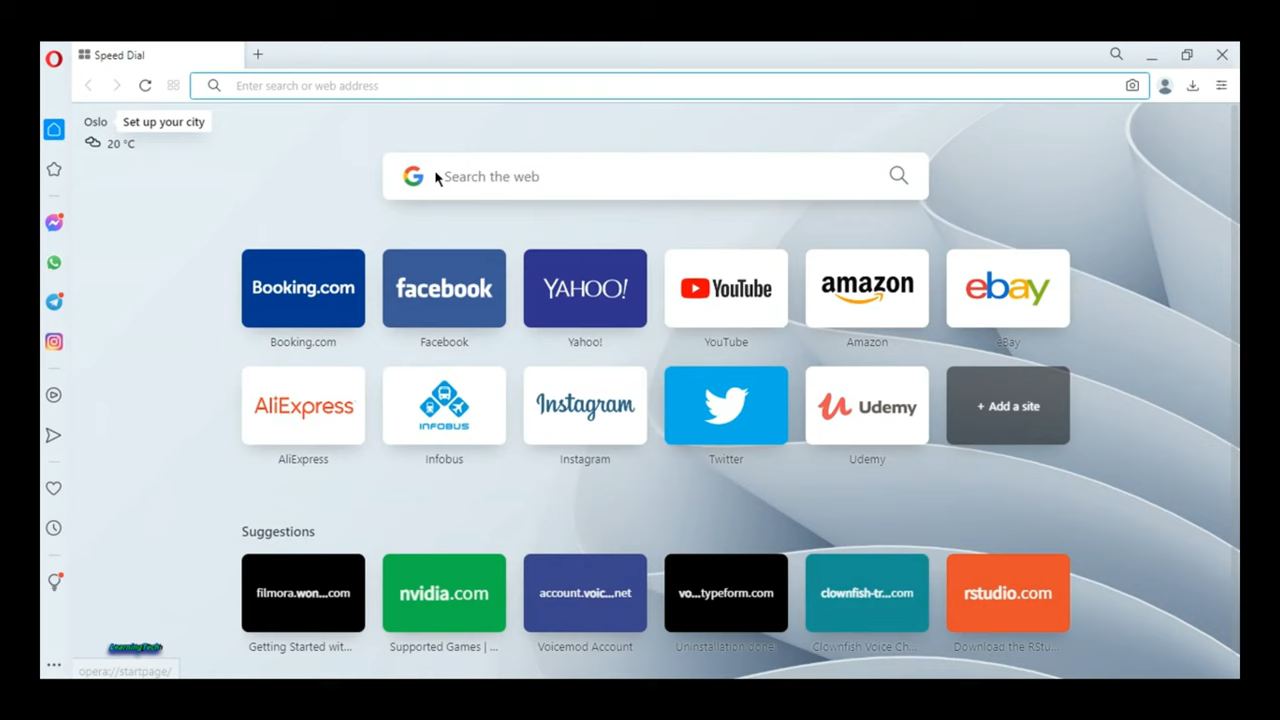 Speed Dial
Enter search or web address
Oslo
Set up your city
20 °C
Search the web
Booking.com
facebook
YAHOO!
YouTube
amazon
ebay
Booking.com
Facebook
Yahoo!
YouTube
Amazon
eBay
AliExpress
INFOBUS
Instagram
Udemy
+ Add a site
AliExpress
Infobus
Instagram
Twitter
Udemy
Suggestions
filmora.won...com
nvidia.com
account.voic...net
vo...typeform.com
clownfish-tr...com
rstudio.com
Getting Started wit...
Supported Games | ...
Voicemod Account
Uninstallation done
Clownfish Voice Ch...
Download the RStu...
LearningTech
opera://startpage/